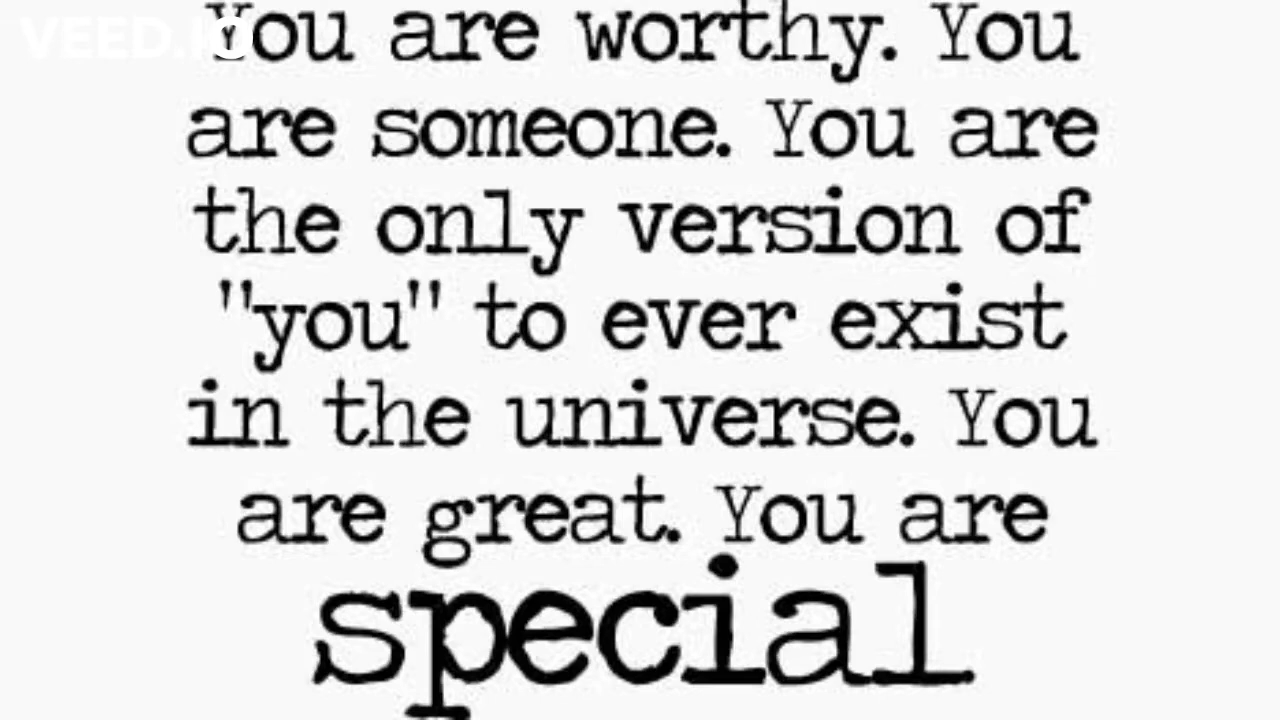 VEED.IO
You are worthy. You
are someone. You are
the only version of
"you" to ever exist
in the universe. You
are great. You are
special